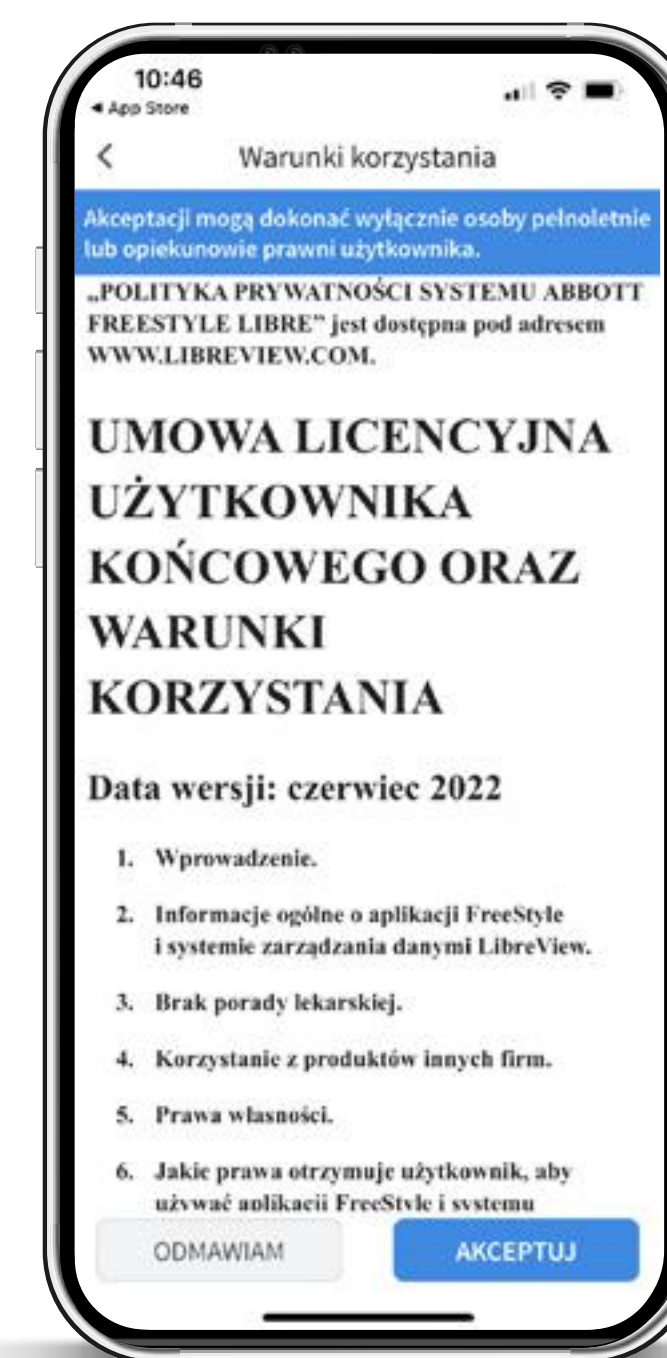 10:46
◀ App Store
Warunki korzystania
Akceptacji mogą dokonać wyłącznie osoby pełnoletnie
lub opiekunowie prawni użytkownika.
„POLITYKA PRYWATNOŚCI SYSTEMU ABBOTT
FREESTYLE LIBRE” jest dostępna pod adresem
WWW.LIBREVIEW.COM.
UMOWA LICENCYJNA
UŻYTKOWNIKA
KOŃCOWEGO ORAZ
WARUNKI
KORZYSTANIA
Data wersji: czerwiec 2022
1. Wprowadzenie.
2. Informacje ogólne o aplikacji FreeStyle
i systemie zarządzania danymi LibreView.
3. Brak porady lekarskiej.
4. Korzystanie z produktów innych firm.
5. Prawa własności.
6. Jakie prawa otrzymuje użytkownik, aby
używać aplikacji FreeStyle i systemu
ODMAWIAM
AKCEPTUJ